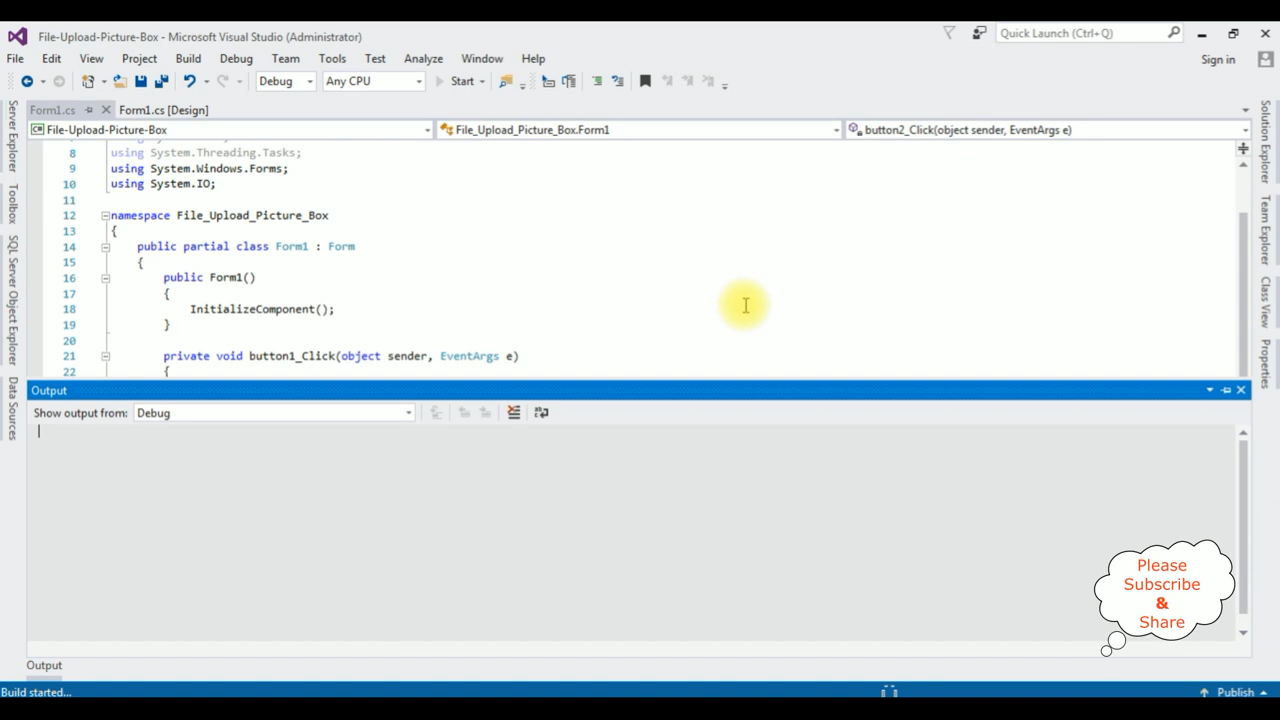 File-Upload-Picture-Box - Microsoft Visual Studio (Administrator)
Quick Launch (Ctrl+Q)
File Edit View Project Build Debug Team Tools Test Analyze Window Help
Sign in
Debug Any CPU Start
Form1.cs Form1.cs [Design]
File-Upload-Picture-Box File_Upload_Picture_Box.Form1 button2_Click(object sender, EventArgs e)
8 using System.Threading.Tasks;
9 using System.Windows.Forms;
10 using System.IO;
11
12 namespace File_Upload_Picture_Box
13 {
14 public partial class Form1 : Form
15 {
16 public Form1()
17 {
18 InitializeComponent();
19 }
20
21 private void button1_Click(object sender, EventArgs e)
22 {
Server Explorer
Toolbox
SQL Server Object Explorer
Data Sources
Solution Explorer
Team Explorer
Class View
Properties
Output
Show output from: Debug
Please
Subscribe
&
Share
Output
Build started...
Publish